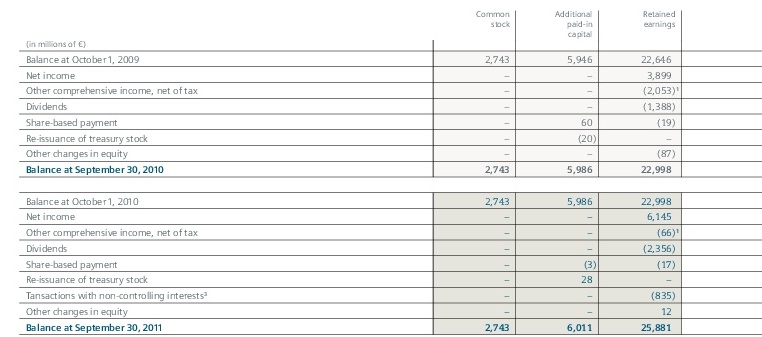 Common stock Additional paid-in capital Retained earnings
(in millions of €)
Balance at October 1, 2009 2,743 5,946 22,646
Net income – – 3,899
Other comprehensive income, net of tax – – (2,053)¹
Dividends – – (1,388)
Share-based payment – 60 (19)
Re-issuance of treasury stock – (20) –
Other changes in equity – – (87)
Balance at September 30, 2010 2,743 5,986 22,998
Balance at October 1, 2010 2,743 5,986 22,998
Net income – – 6,145
Other comprehensive income, net of tax – – (66)¹
Dividends – – (2,356)
Share-based payment – (3) (17)
Re-issuance of treasury stock – 28 –
Tansactions with non-controlling interests³ – – (835)
Other changes in equity – – 12
Balance at September 30, 2011 2,743 6,011 25,881